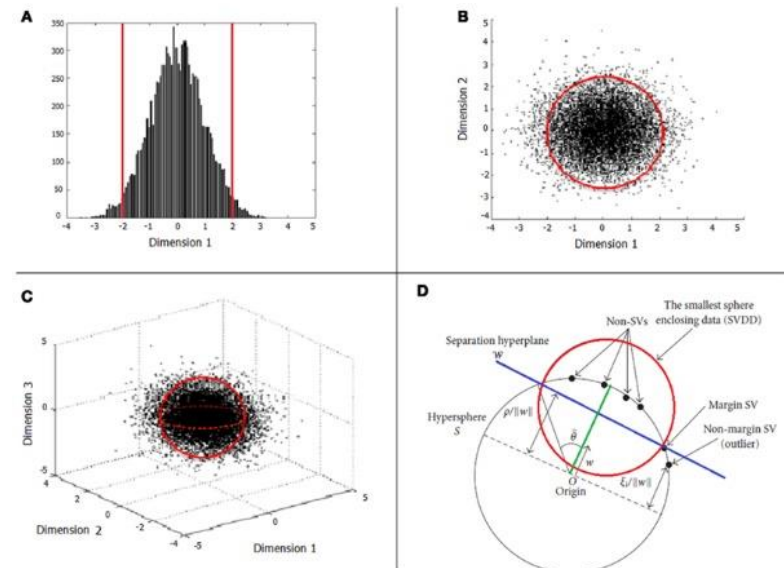 A
350
300
250
200
150
100
50
0
-4 -3 -2 -1 0 1 2 3 4 5
Dimension 1
B
5
4
3
2
1
0
-1
-2
-3
-4
Dimension 2
-4 -3 -2 -1 0 1 2 3 4 5
Dimension 1
C
5
0
-5
Dimension 3
4
2
0
-2
-4
Dimension 2
-5
0
5
Dimension 1
D
The smallest sphere
enclosing data (SVDD)
Non-SVs
Separation hyperplane
w
Hypersphere
S
ρ/||w||
Margin SV
Non-margin SV
(outlier)
w
O
Origin
ξᵢ/||w||